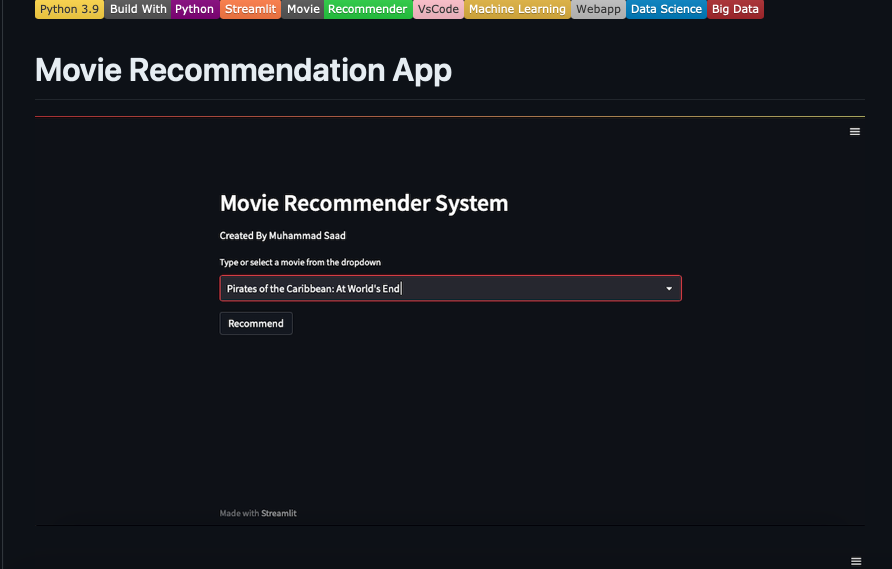 Python 3.9 Build With Python Streamlit Movie Recommender VsCode Machine Learning Webapp Data Science Big Data
Movie Recommendation App
Movie Recommender System
Created By Muhammad Saad
Type or select a movie from the dropdown
Pirates of the Caribbean: At World's End
Recommend
Made with Streamlit